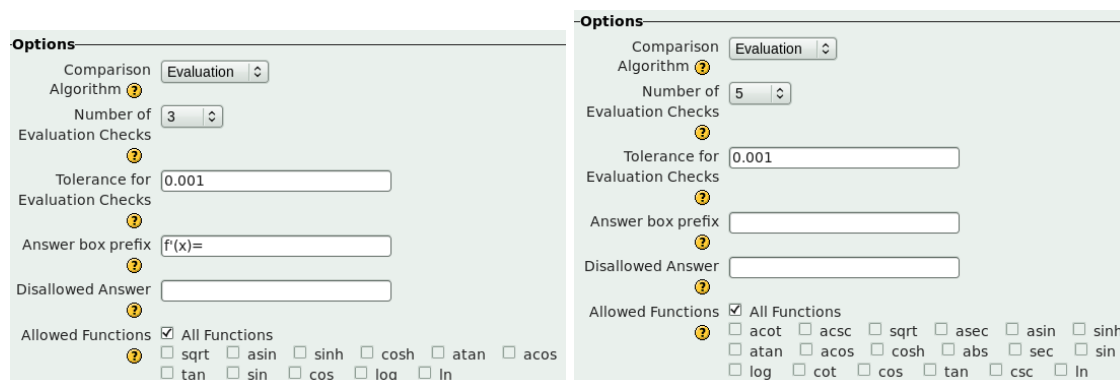 Options
Comparison Evaluation
Algorithm ?
Number of 3
Evaluation Checks
?
Tolerance for 0.001
Evaluation Checks
?
Answer box prefix f'(x)=
?
Disallowed Answer
?
Allowed Functions All Functions
? sqrt asin sinh cosh atan acos
tan sin cos log ln
Options
Comparison Evaluation
Algorithm ?
Number of 5
Evaluation Checks
?
Tolerance for 0.001
Evaluation Checks
?
Answer box prefix
?
Disallowed Answer
?
Allowed Functions All Functions
? acot acsc sqrt asec asin sinh
atan acos cosh abs sec sin
log cot cos tan csc ln